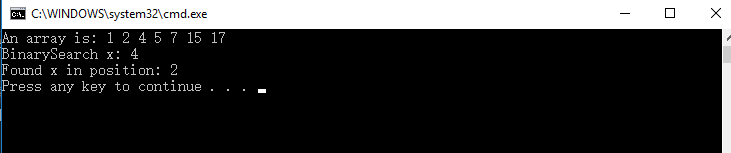 C:\WINDOWS\system32\cmd.exe
An array is: 1 2 4 5 7 15 17
BinarySearch x: 4
Found x in position: 2
Press any key to continue . . .